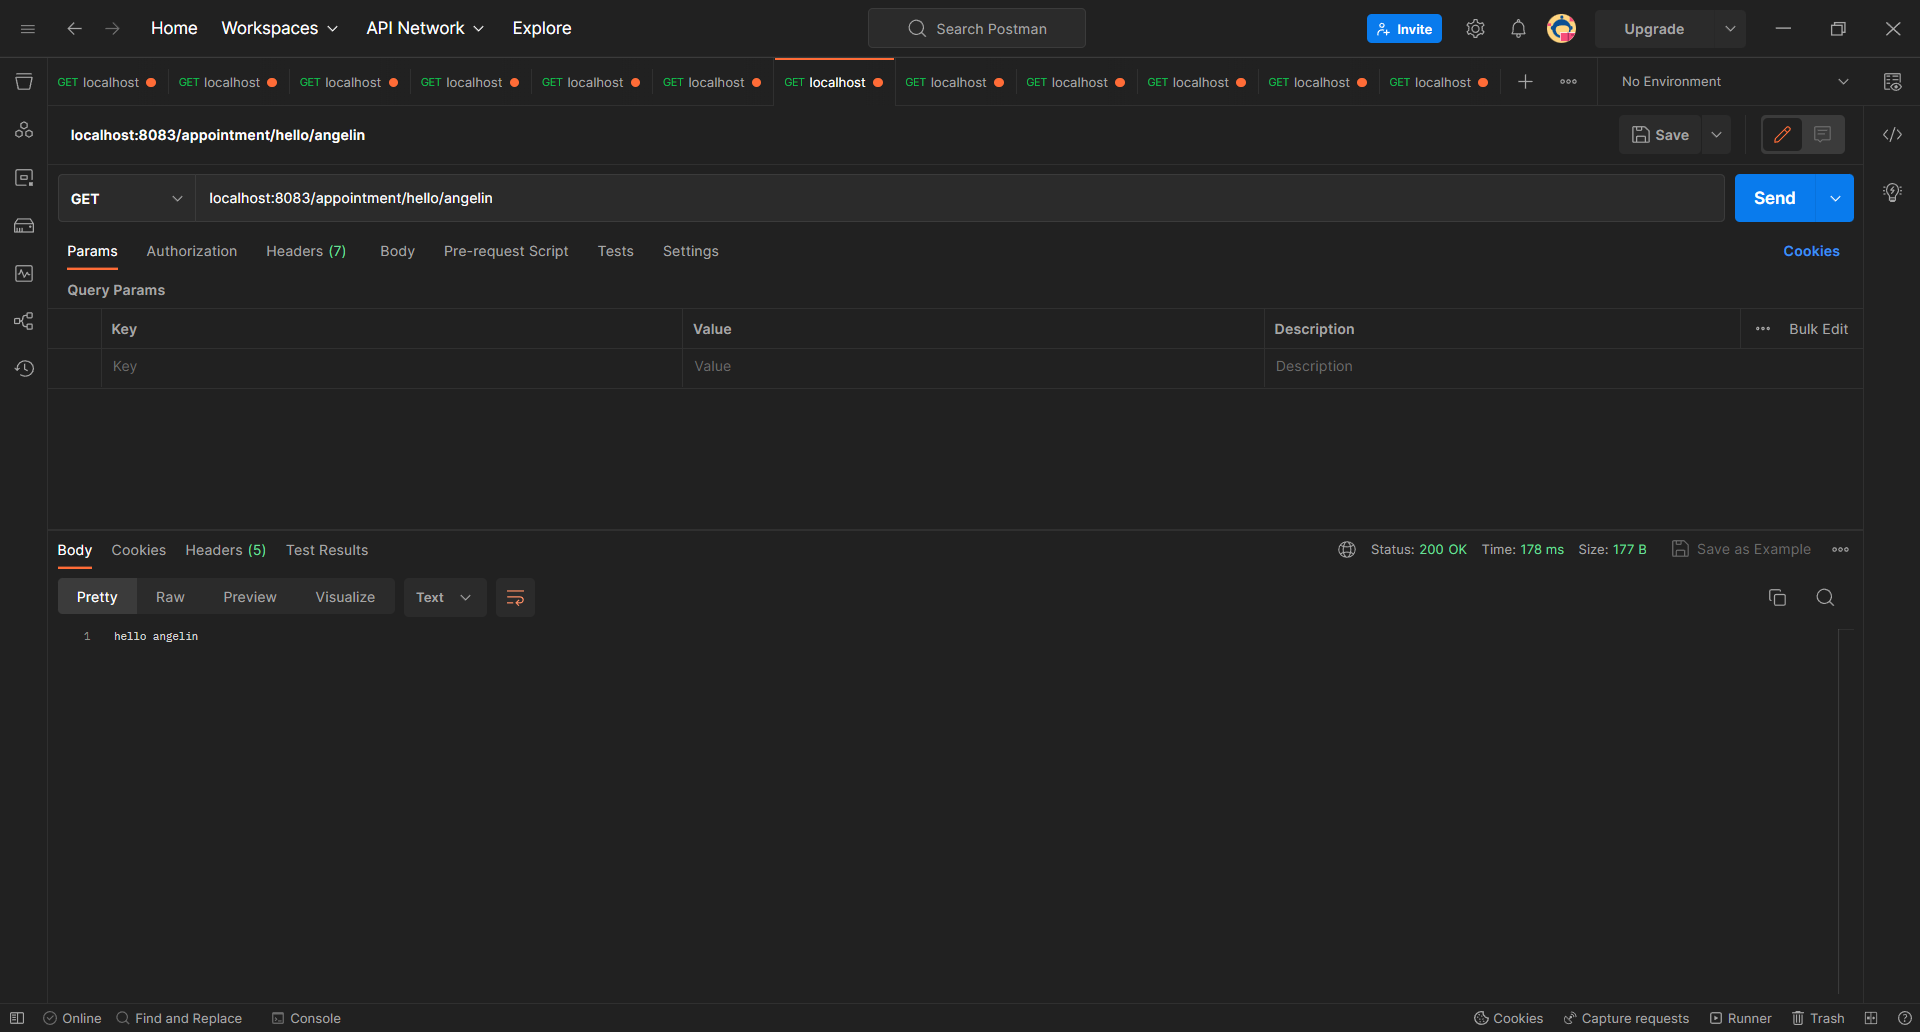 Home Workspaces API Network Explore Search Postman Invite Upgrade
GET localhost GET localhost GET localhost GET localhost GET localhost GET localhost GET localhost GET localhost GET localhost GET localhost GET localhost GET localhost No Environment
localhost:8083/appointment/hello/angelin Save
GET localhost:8083/appointment/hello/angelin Send
Params Authorization Headers (7) Body Pre-request Script Tests Settings Cookies
Query Params
Key Value Description Bulk Edit
Key Value Description
Body Cookies Headers (5) Test Results Status: 200 OK Time: 178 ms Size: 177 B Save as Example
Pretty Raw Preview Visualize Text
1 hello angelin
Online Find and Replace Console Cookies Capture requests Runner Trash